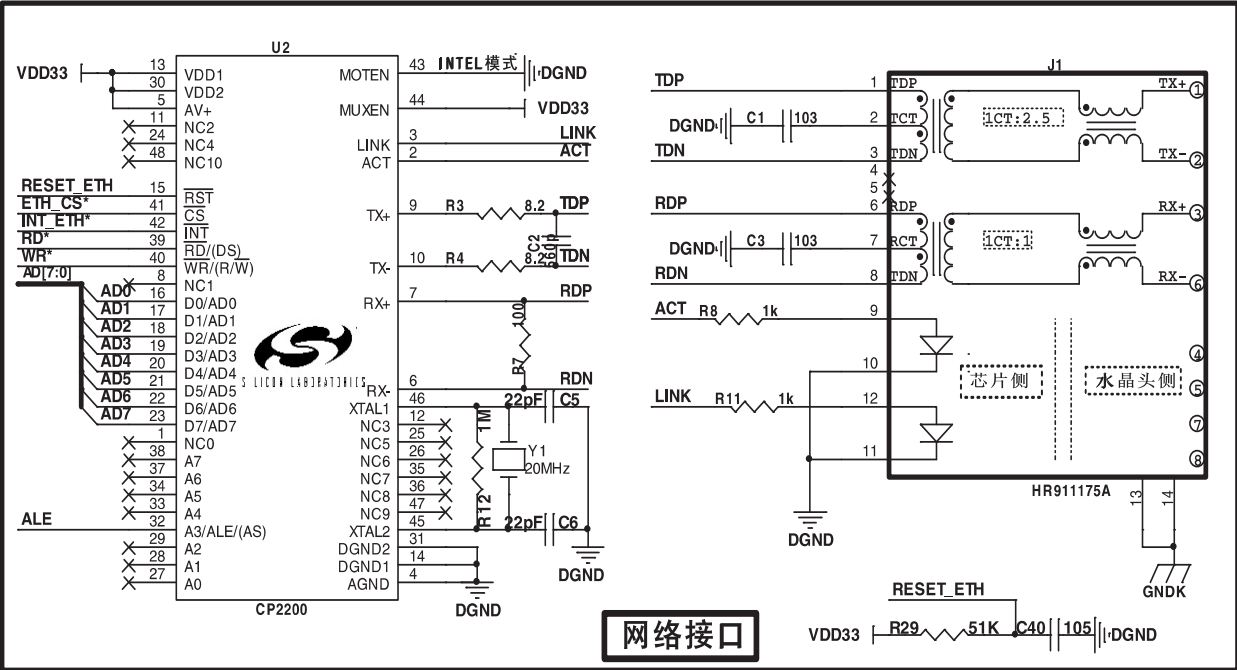 U2
VDD33
13 VDD1
30 VDD2
5 AV+
11 NC2
24 NC4
48 NC10
RESET_ETH 15 RST
ETH_CS* 41 CS
INT_ETH* 42 INT
RD* 39 RD/(DS)
WR* 40 WR/(R/W)
AD[7:0] 8 NC1
AD0 16 D0/AD0
AD1 17 D1/AD1
AD2 18 D2/AD2
AD3 19 D3/AD3
AD4 20 D4/AD4
AD5 21 D5/AD5
AD6 22 D6/AD6
AD7 23 D7/AD7
1 NC0
38 A7
37 A6
34 A5
33 A4
ALE 32 A3/ALE/(AS)
29 A2
28 A1
27 A0
CP2200
SILICON LABORATORIES
MOTEN 43 INTEL模式 DGND
MUXEN 44 VDD33
LINK 3 LINK
ACT 2 ACT
TX+ 9 R3 8.2 TDP
C2 560p
TX- 10 R4 8.2 TDN
RX+ 7 RDP
R7 100
RX- 6 RDN
XTAL1 46 22pF C5
NC3 12
NC5 25
NC6 26
NC7 35
NC8 36
NC9 47
1M R12
Y1
20MHz
XTAL2 45 22pF C6
DGND2 31
DGND1 14
AGND 4
DGND
DGND
J1
TDP 1 TDP TX+ 1
DGND C1 103 2 TCT 1CT:2.5
TDN 3 TDN TX- 2
4
5
RDP 6 RDP RX+ 3
DGND C3 103 7 RCT 1CT:1
RDN 8 TDN RX- 6
ACT R8 1k 9
10
LINK R11 1k 12
11
芯片侧
水晶头侧
4
5
7
8
HR911175A
13 14
DGND
GNDK
RESET_ETH
VDD33 R29 51K C40 105 DGND
网络接口